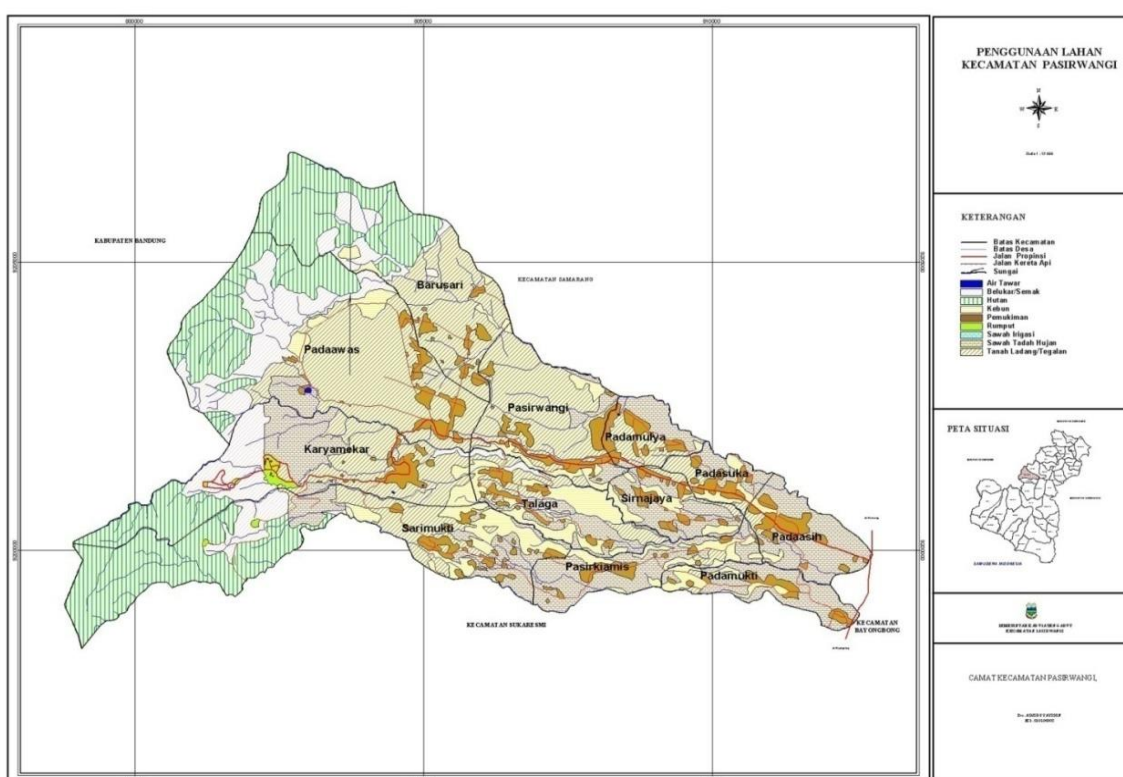 PENGGUNAAN LAHAN
KECAMATAN PASIRWANGI
KETERANGAN
Batas Kecamatan
Batas Desa
Jalan Propinsi
Jalan Kereta Api
Sungai
Air Tawar
Belukar/Semak
Hutan
Kebun
Pemukiman
Rumput
Sawah Irigasi
Sawah Tadah Hujan
Tanah Ladang/Tegalan
PETA SITUASI
CAMAT KECAMATAN PASIRWANGI,
KABUPATEN BANDUNG
KECAMATAN SAMARANG
Barusari
Padaawas
Pasirwangi
Padamulya
Karyamekar
Padasuka
Talaga
Sirnajaya
Sarimukti
Padaasih
Pasirkiamis
Padamukti
KECAMATAN SUKARESMI
KECAMATAN
BAYONGBONG